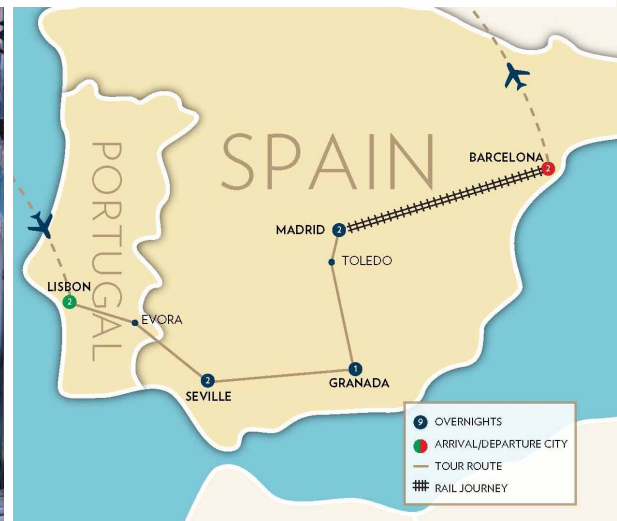 SPAIN
PORTUGAL
BARCELONA
2
MADRID 2
TOLEDO
LISBON
2
EVORA
2
SEVILLE
1
GRANADA
9 OVERNIGHTS
ARRIVAL/DEPARTURE CITY
TOUR ROUTE
RAIL JOURNEY